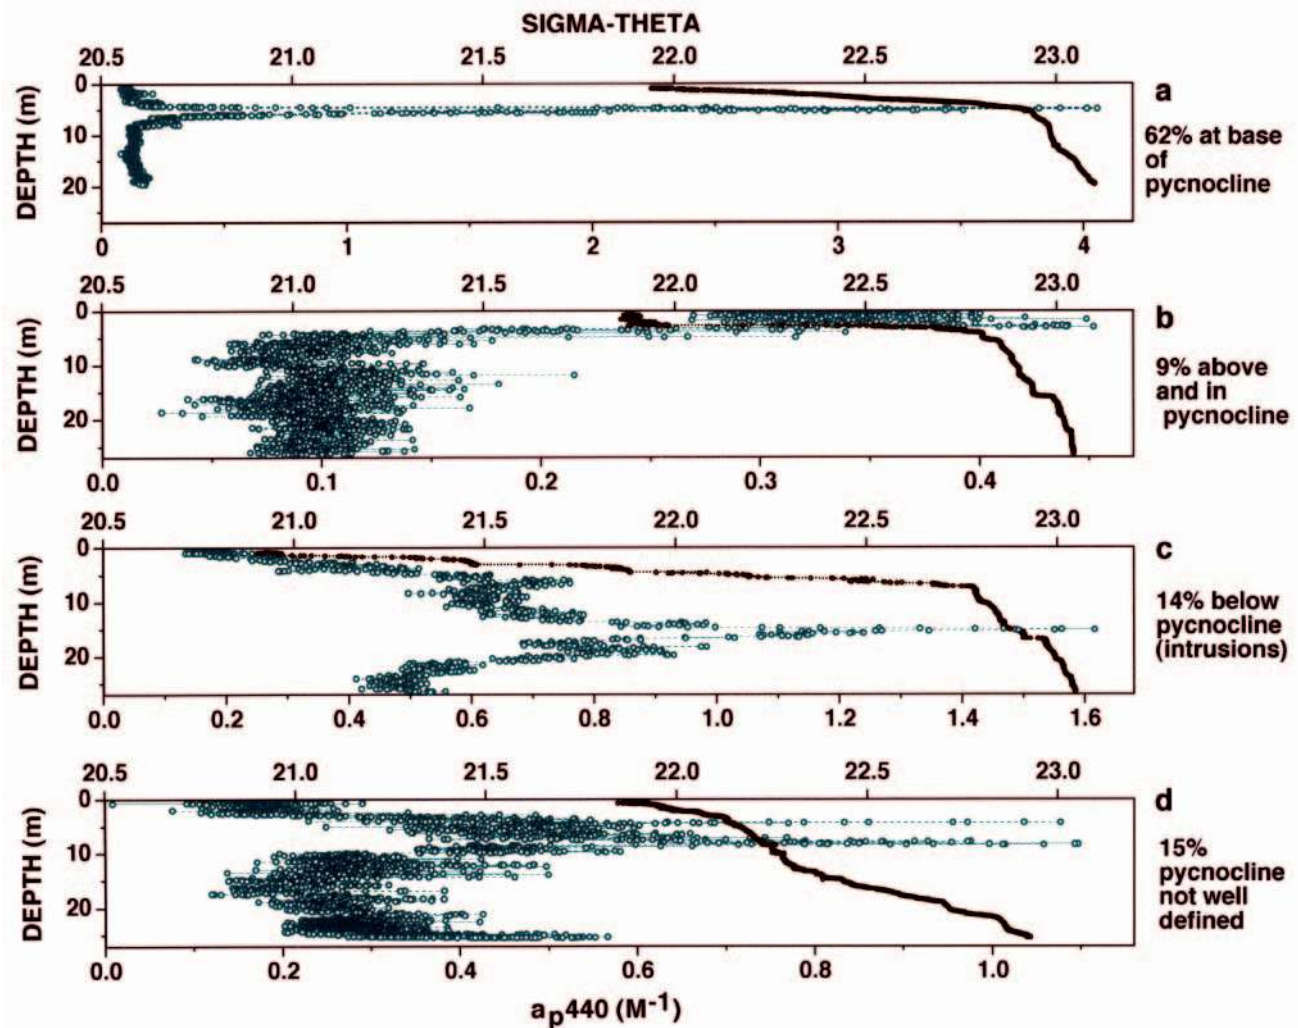 SIGMA-THETA
20.5 21.0 21.5 22.0 22.5 23.0
DEPTH (m)
0
10
20
a
62% at base
of
pycnocline
0 1 2 3 4
20.5 21.0 21.5 22.0 22.5 23.0
DEPTH (m)
0
10
20
b
9% above
and in
pycnocline
0.0 0.1 0.2 0.3 0.4
20.5 21.0 21.5 22.0 22.5 23.0
DEPTH (m)
0
10
20
c
14% below
pycnocline
(intrusions)
0.0 0.2 0.4 0.6 0.8 1.0 1.2 1.4 1.6
20.5 21.0 21.5 22.0 22.5 23.0
DEPTH (m)
0
10
20
d
15%
pycnocline
not well
defined
0.0 0.2 0.4 0.6 0.8 1.0
ap440 (M-1)